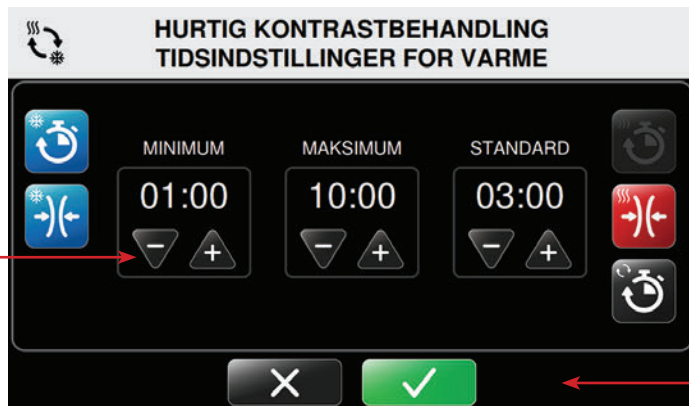 HURTIG KONTRASTBEHANDLING
TIDSINDSTILLINGER FOR VARME
MINIMUM MAKSIMUM STANDARD
01:00 10:00 03:00